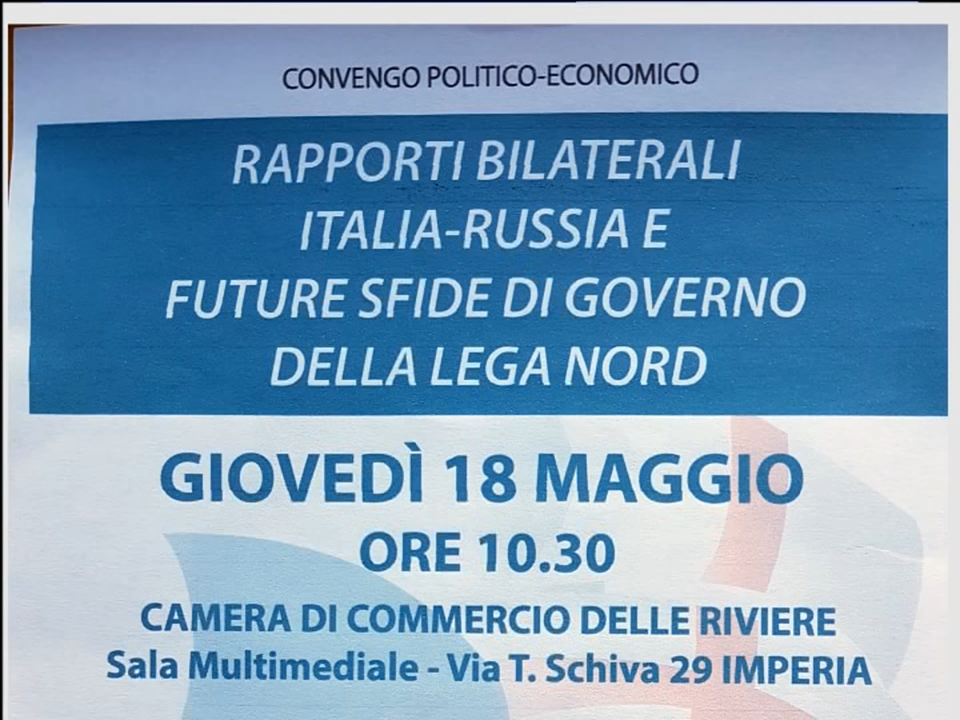 CONVENGO POLITICO-ECONOMICO
RAPPORTI BILATERALI
ITALIA-RUSSIA E
FUTURE SFIDE DI GOVERNO
DELLA LEGA NORD
GIOVEDÌ 18 MAGGIO
ORE 10.30
CAMERA DI COMMERCIO DELLE RIVIERE
Sala Multimediale - Via T. Schiva 29 IMPERIA